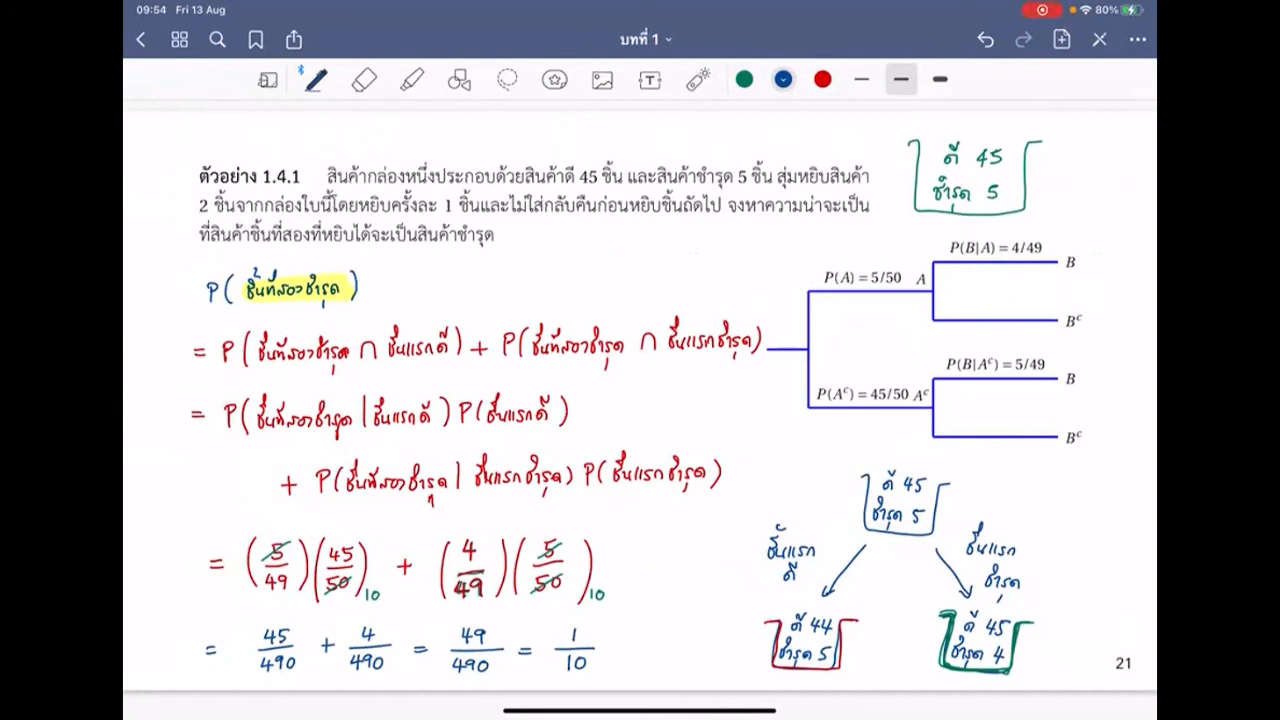 09:54 Fri 13 Aug
80%
บทที่ 1
ตัวอย่าง 1.4.1 สินค้ากล่องหนึ่งประกอบด้วยสินค้าดี 45 ชิ้น และสินค้าชำรุด 5 ชิ้น สุ่มหยิบสินค้า
2 ชิ้นจากกล่องใบนี้โดยหยิบครั้งละ 1 ชิ้นและไม่ใส่กลับคืนก่อนหยิบชิ้นถัดไป จงหาความน่าจะเป็น
ที่สินค้าชิ้นที่สองที่หยิบได้จะเป็นสินค้าชำรุด
ดี 45
ชำรุด 5
P(ชิ้นที่สองชำรุด)
= P(ชิ้นที่สองชำรุด ∩ ชิ้นแรกดี) + P(ชิ้นที่สองชำรุด ∩ ชิ้นแรกชำรุด)
= P(ชิ้นที่สองชำรุด | ชิ้นแรกดี) P(ชิ้นแรกดี)
+ P(ชิ้นที่สองชำรุด | ชิ้นแรกชำรุด) P(ชิ้นแรกชำรุด)
= (5/49)(45/50)10 + (4/49)(5/50)10
= 45/490 + 4/490 = 49/490 = 1/10
P(B|A) = 4/49 B
P(A) = 5/50 A
Bᶜ
P(B|Aᶜ) = 5/49 B
P(Aᶜ) = 45/50 Aᶜ
Bᶜ
ดี 45
ชำรุด 5
ชิ้นแรก
ดี
ชิ้นแรก
ชำรุด
ดี 44
ชำรุด 5
ดี 45
ชำรุด 4
21